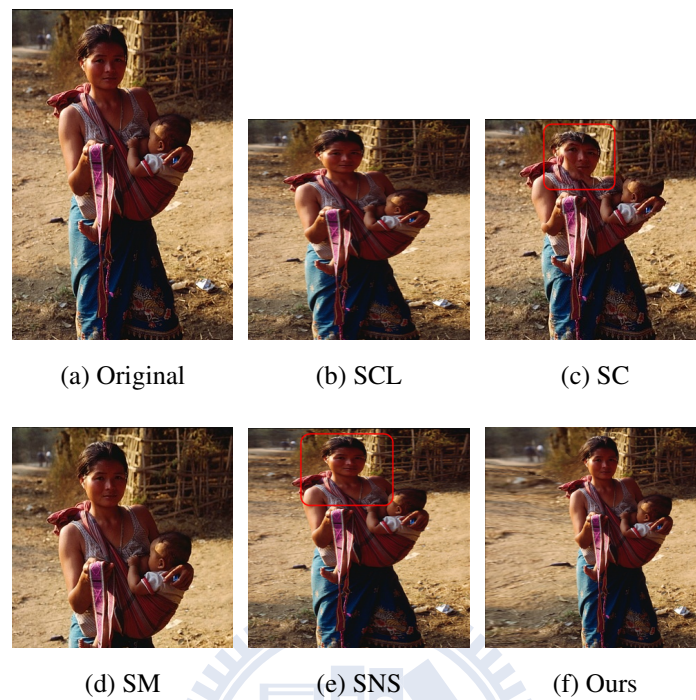 (a) Original
(b) SCL
(c) SC
(d) SM
(e) SNS
(f) Ours